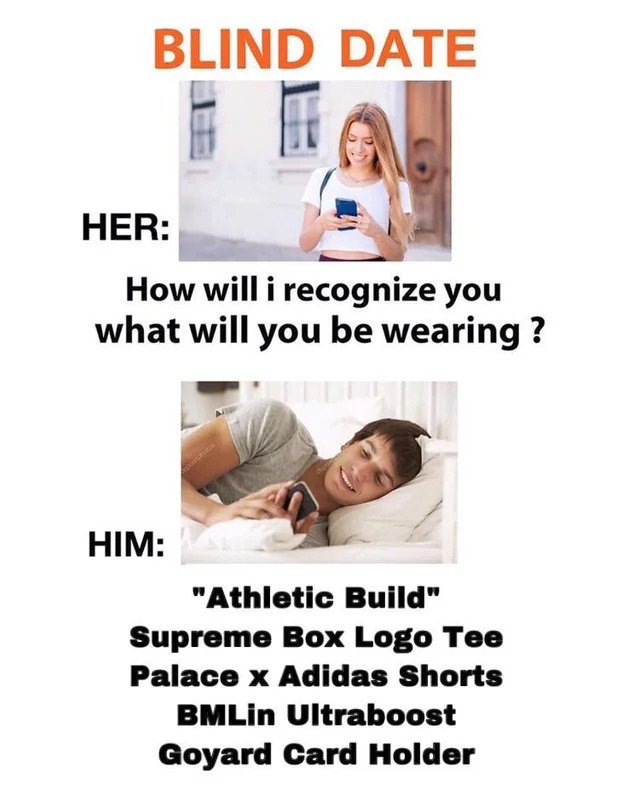 BLIND DATE
HER:
How will i recognize you
what will you be wearing ?
HIM:
"Athletic Build"
Supreme Box Logo Tee
Palace x Adidas Shorts
BMLin Ultraboost
Goyard Card Holder